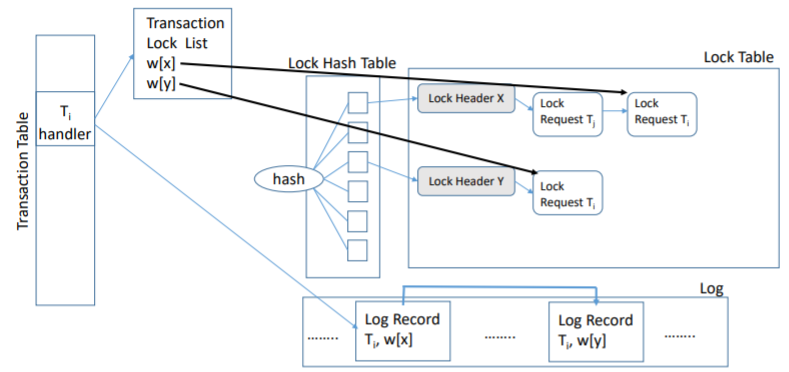 Transaction Table
T_i
handler
Transaction
Lock List
w[x]
w[y]
Lock Hash Table
hash
Lock Table
Lock Header X
Lock
Request T_j
Lock
Request T_i
Lock Header Y
Lock
Request T_i
Log
........
Log Record
T_i, w[x]
........
Log Record
T_i, w[y]
........